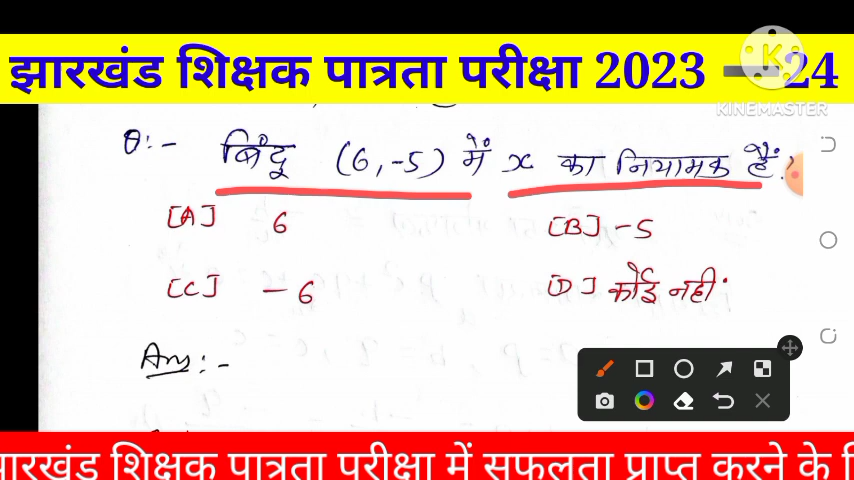 झारखंड शिक्षक पात्रता परीक्षा 2023 – 24
KINEMASTER
Q:- बिंदू (6,-5) में x का नियामक हैं?
[A] 6 [B] -5
[C] - 6 [D] कोई नही
Ans:-
झारखंड शिक्षक पात्रता परीक्षा में सफलता प्राप्त करने के